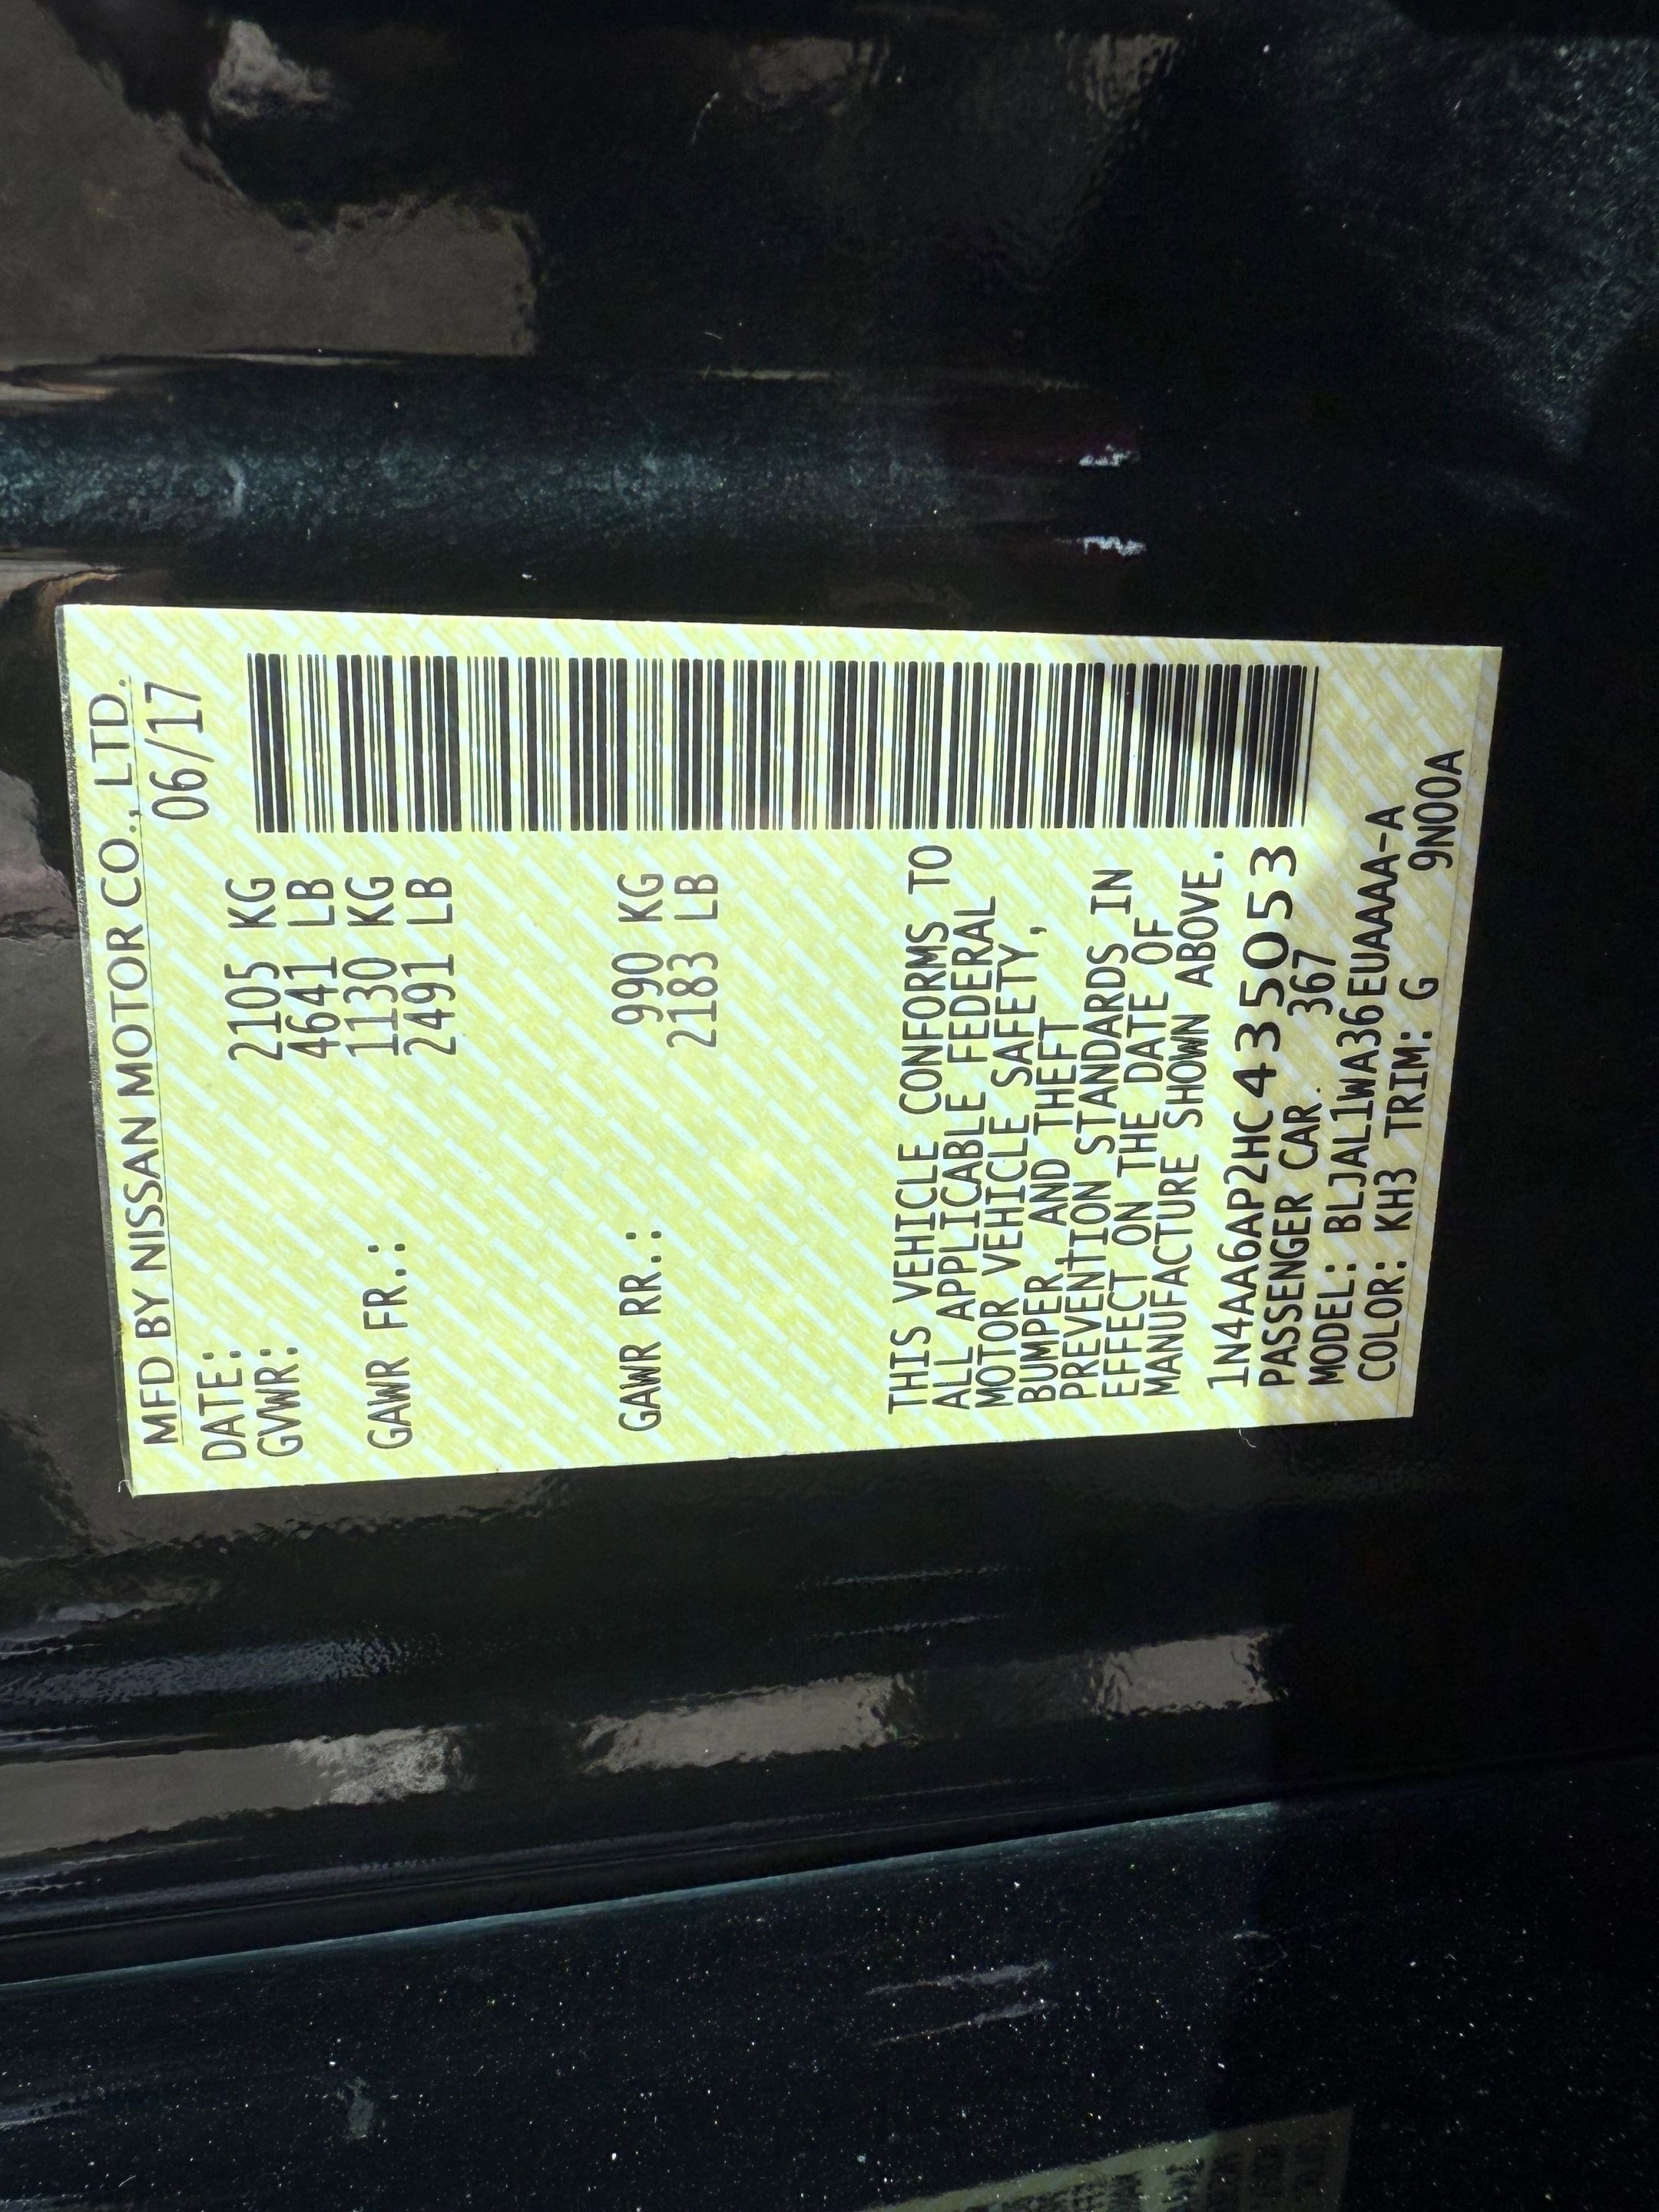 MFD BY NISSAN MOTOR CO., LTD.
DATE: 06/17
GVWR: 2105 KG
4641 LB
GAWR FR.: 1130 KG
2491 LB
GAWR RR.: 990 KG
2183 LB
THIS VEHICLE CONFORMS TO
ALL APPLICABLE FEDERAL
MOTOR VEHICLE SAFETY,
BUMPER AND THEFT
PREVENTION STANDARDS IN
EFFECT ON THE DATE OF
MANUFACTURE SHOWN ABOVE.
1N4AA6AP2HC435053
PASSENGER CAR. 367
MODEL: BLJAL1WA36EUAAAA-A
COLOR: KH3 TRIM: G 9N00A